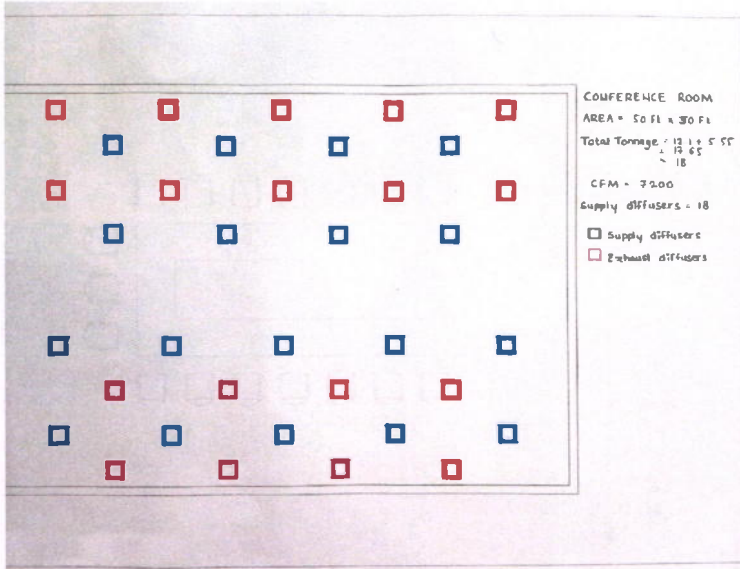 CONFERENCE ROOM
AREA = 50 Ft x 30 Ft
Total Tonnage = 12.1 + 5.55
= 17.65
~ 18
CFM = 7200
Supply diffusers = 18
Supply diffusers
Exhaust diffusers